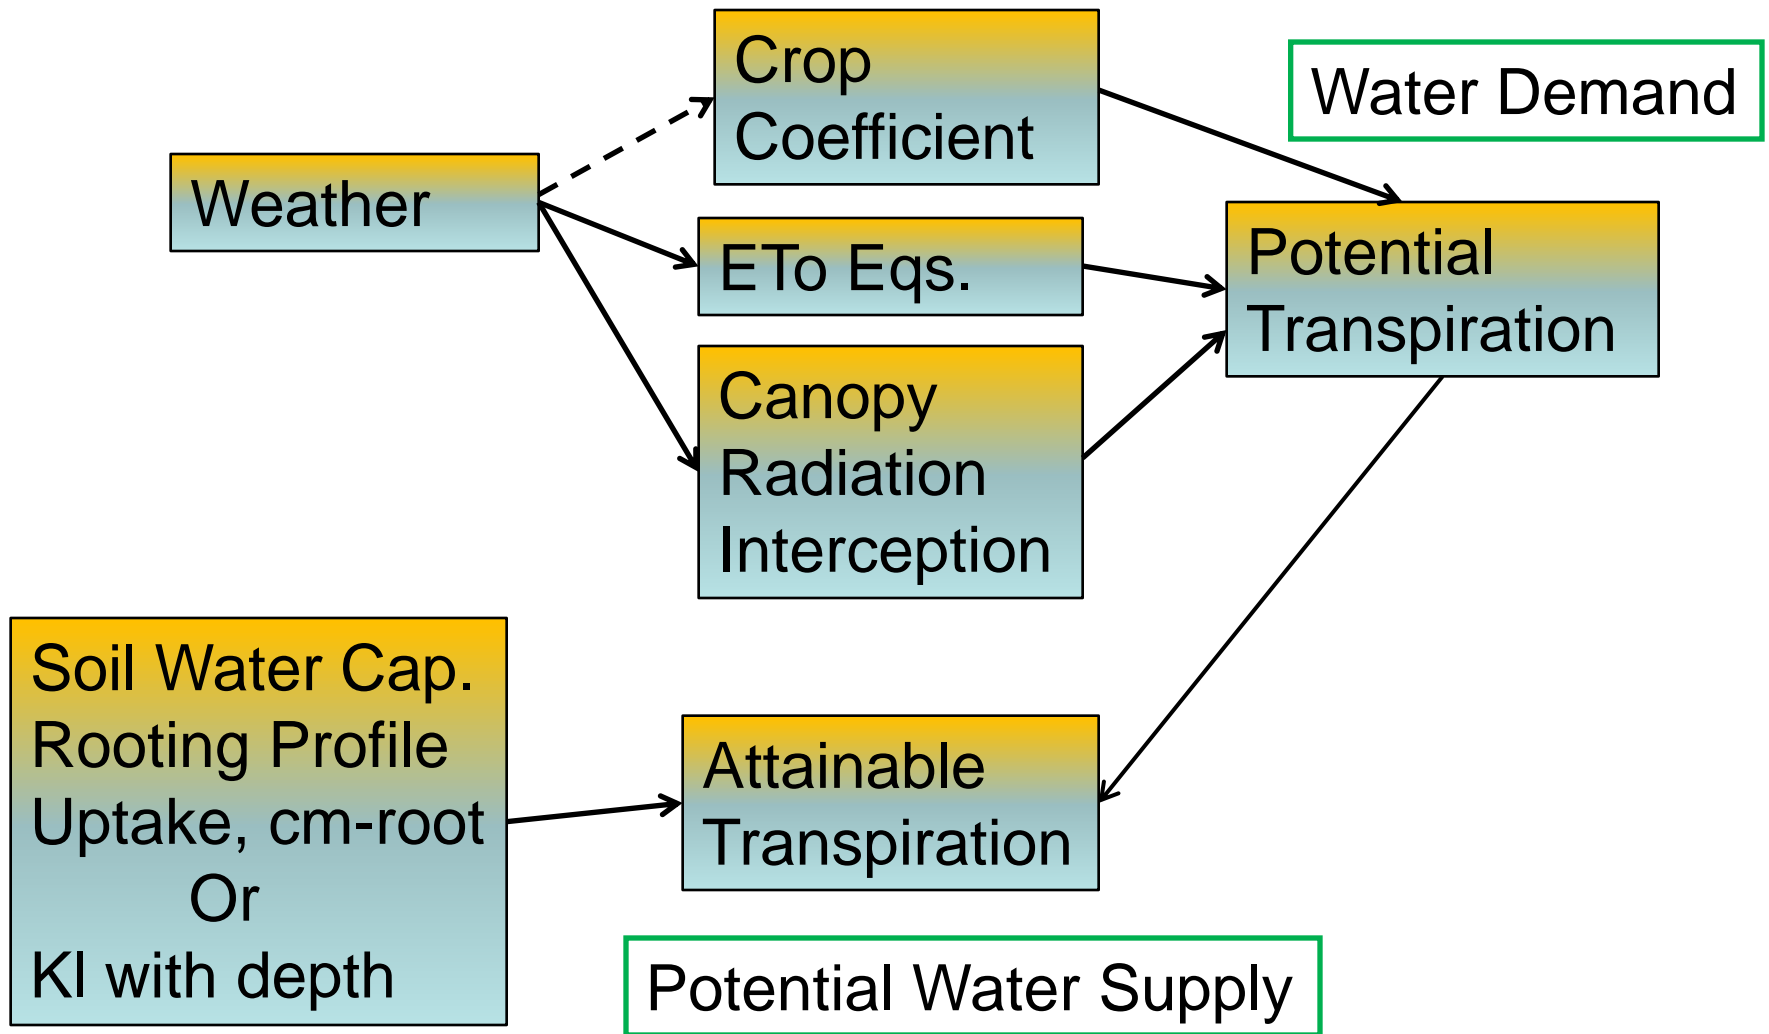 Crop
Coefficient
Water Demand
Weather
ETo Eqs.
Potential
Transpiration
Canopy
Radiation
Interception
Soil Water Cap.
Rooting Profile
Uptake, cm-root
Or
Kl with depth
Attainable
Transpiration
Potential Water Supply